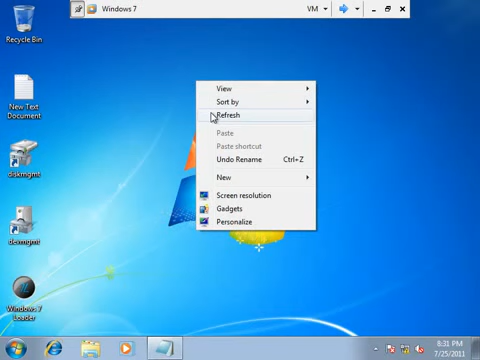 Windows 7
VM
Recycle Bin
New Text
Document
diskmgmt
devmgmt
Windows 7
Loader
View
Sort by
Refresh
Paste
Paste shortcut
Undo Rename Ctrl+Z
New
Screen resolution
Gadgets
Personalize
8:31 PM
7/25/2011